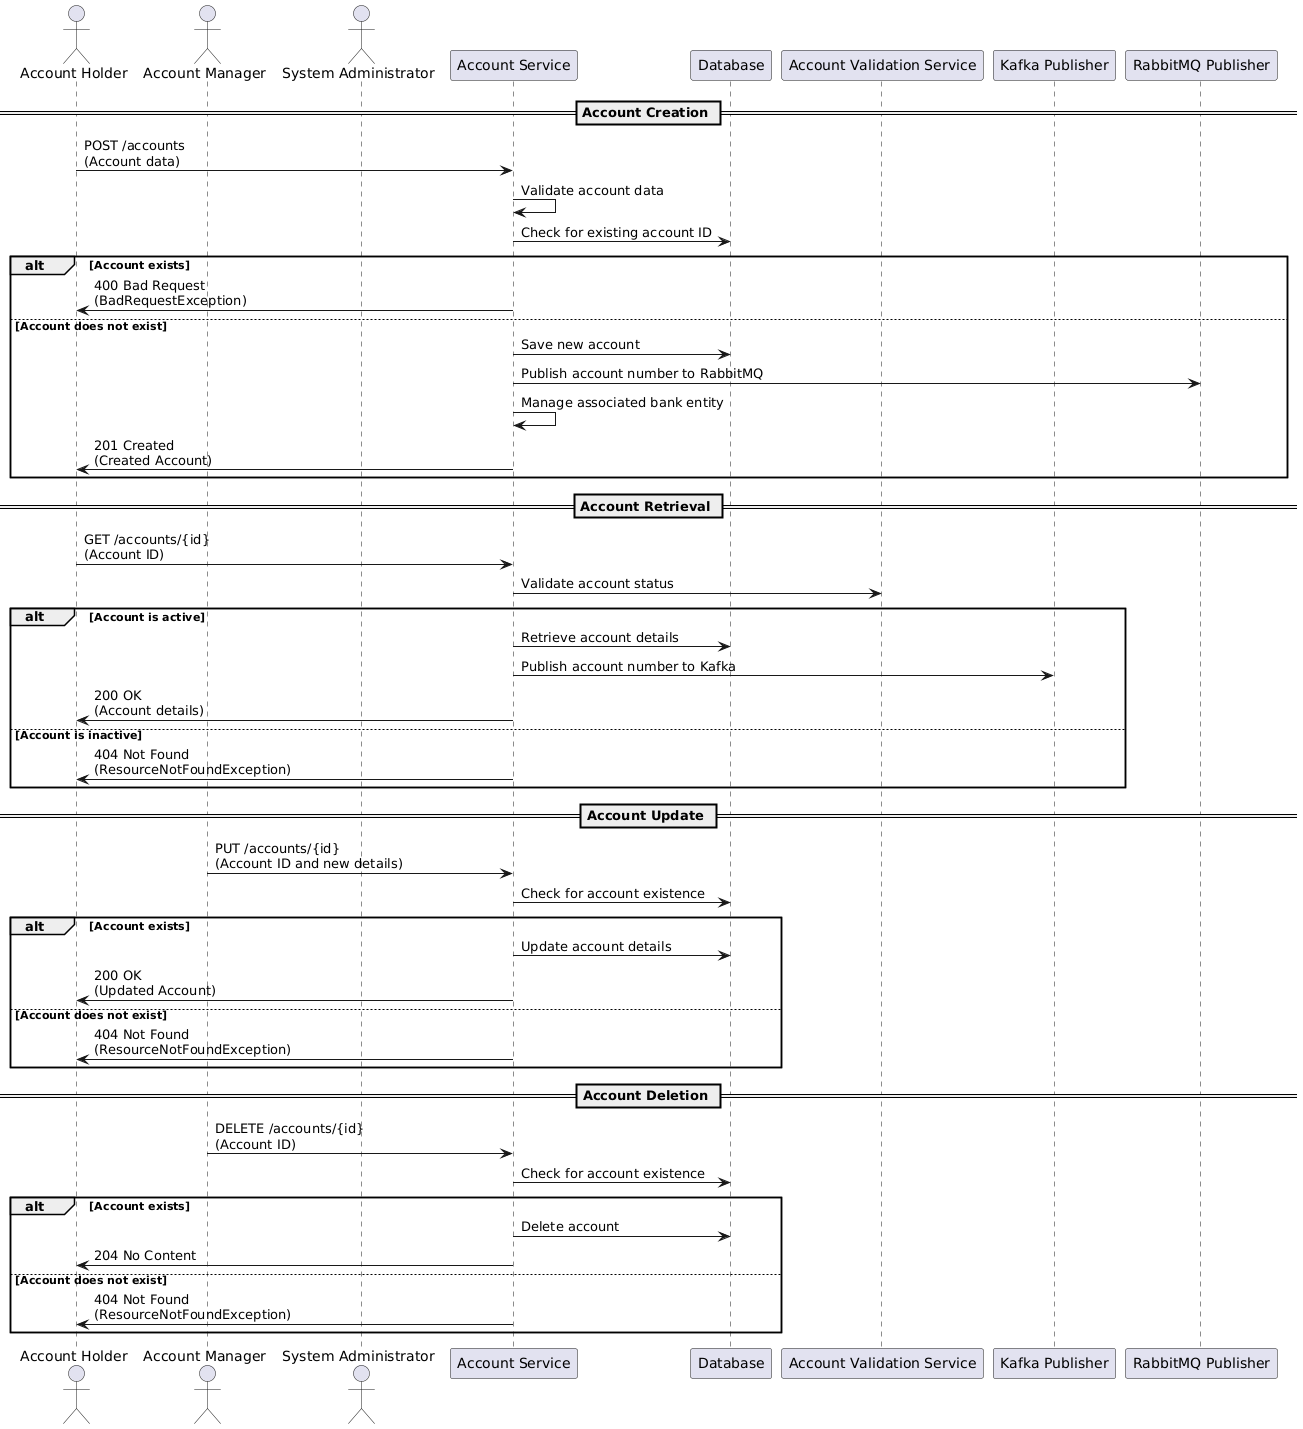 Account Holder
Account Manager
System Administrator
Account Service
Database
Account Validation Service
Kafka Publisher
RabbitMQ Publisher
Account Creation
POST /accounts
(Account data)
Validate account data
Check for existing account ID
alt
[Account exists]
400 Bad Request
(BadRequestException)
[Account does not exist]
Save new account
Publish account number to RabbitMQ
Manage associated bank entity
201 Created
(Created Account)
Account Retrieval
GET /accounts/{id}
(Account ID)
Validate account status
alt
[Account is active]
Retrieve account details
Publish account number to Kafka
200 OK
(Account details)
[Account is inactive]
404 Not Found
(ResourceNotFoundException)
Account Update
PUT /accounts/{id}
(Account ID and new details)
Check for account existence
alt
[Account exists]
Update account details
200 OK
(Updated Account)
[Account does not exist]
404 Not Found
(ResourceNotFoundException)
Account Deletion
DELETE /accounts/{id}
(Account ID)
Check for account existence
alt
[Account exists]
Delete account
204 No Content
[Account does not exist]
404 Not Found
(ResourceNotFoundException)
Account Holder
Account Manager
System Administrator
Account Service
Database
Account Validation Service
Kafka Publisher
RabbitMQ Publisher